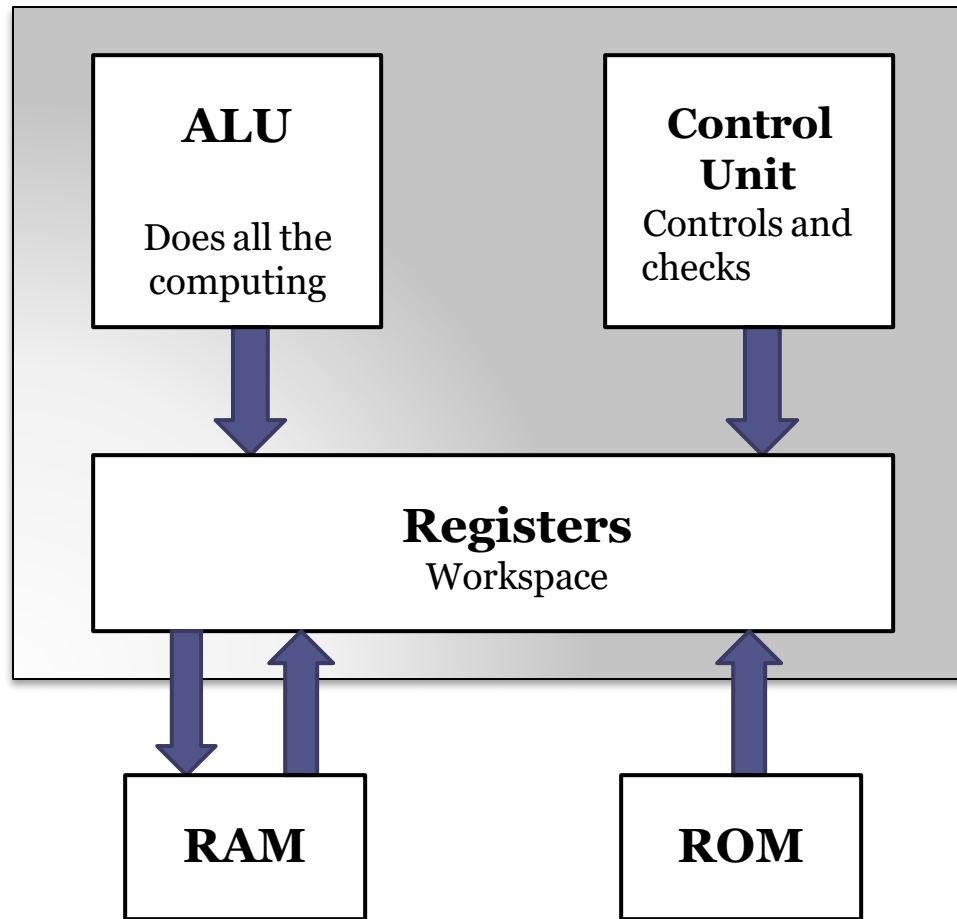 ALU
Does all the
computing
Control
Unit
Controls and
checks
Registers
Workspace
RAM
ROM